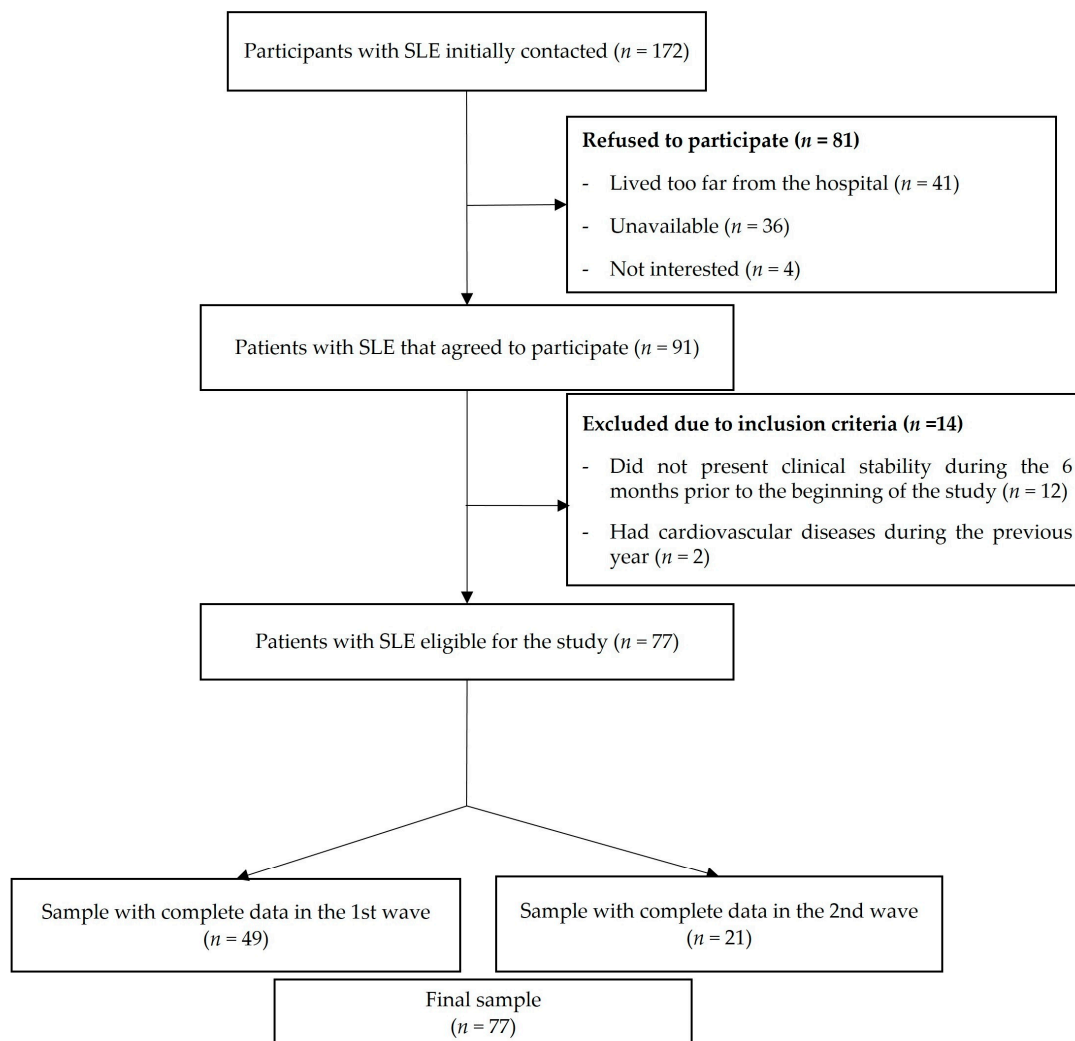 Participants with SLE initially contacted (n = 172)
Refused to participate (n = 81)
- Lived too far from the hospital (n = 41)
- Unavailable (n = 36)
- Not interested (n = 4)
Patients with SLE that agreed to participate (n = 91)
Excluded due to inclusion criteria (n =14)
- Did not present clinical stability during the 6
months prior to the beginning of the study (n = 12)
- Had cardiovascular diseases during the previous
year (n = 2)
Patients with SLE eligible for the study (n = 77)
Sample with complete data in the 1st wave
(n = 49)
Sample with complete data in the 2nd wave
(n = 21)
Final sample
(n = 77)